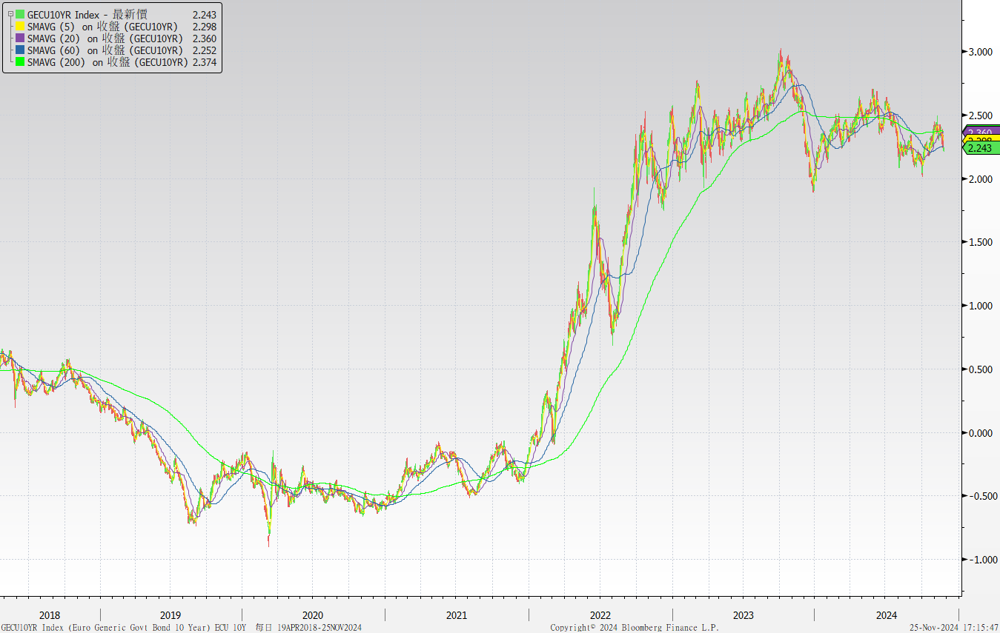 GECU10YR Index - 最新價 2.243
SMAVG (5) on 收盤 (GECU10YR) 2.298
SMAVG (20) on 收盤 (GECU10YR) 2.360
SMAVG (60) on 收盤 (GECU10YR) 2.252
SMAVG (200) on 收盤 (GECU10YR) 2.374
3.000
2.500
2.360
2.298
2.243
2.000
1.500
1.000
0.500
0.000
-0.500
-1.000
2018 2019 2020 2021 2022 2023 2024
GECU10YR Index (Euro Generic Govt Bond 10 Year) ECU 10Y 每日 19APR2018-25NOV2024 Copyright© 2024 Bloomberg Finance L.P. 25-Nov-2024 17:15:47